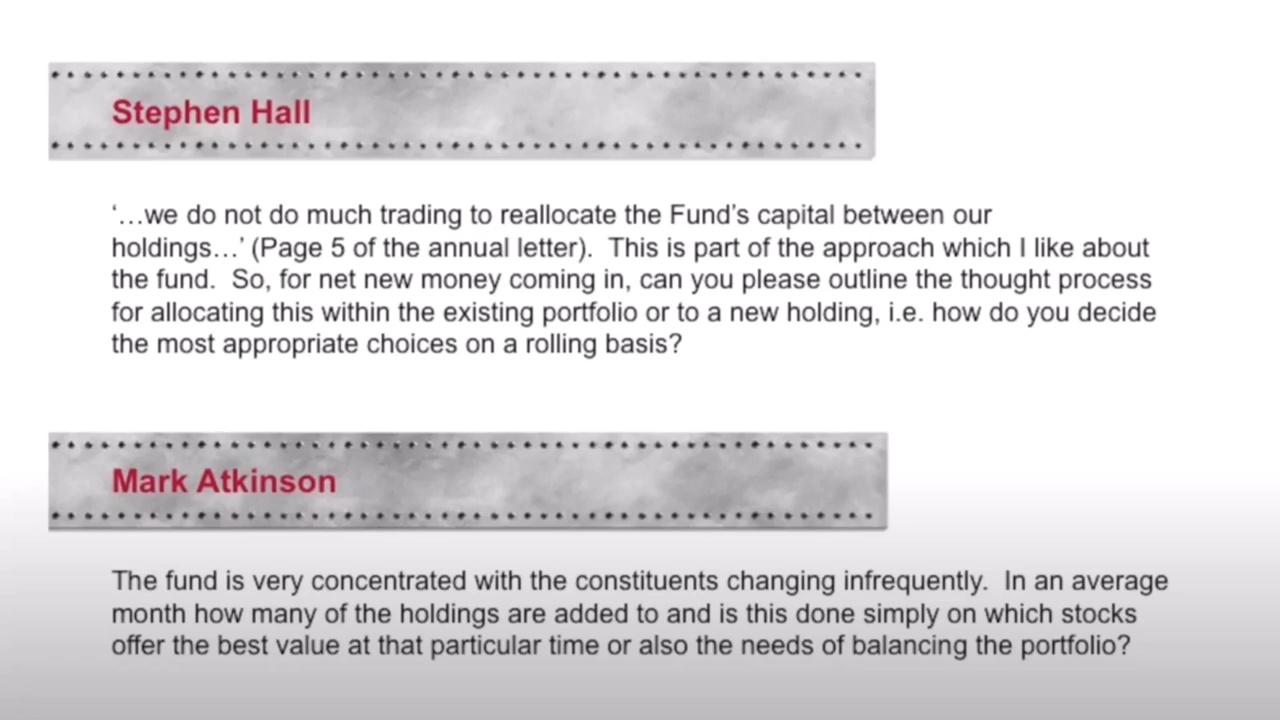 Stephen Hall
‘…we do not do much trading to reallocate the Fund’s capital between our
holdings…’ (Page 5 of the annual letter).  This is part of the approach which I like about
the fund.  So, for net new money coming in, can you please outline the thought process
for allocating this within the existing portfolio or to a new holding, i.e. how do you decide
the most appropriate choices on a rolling basis?
Mark Atkinson
The fund is very concentrated with the constituents changing infrequently.  In an average
month how many of the holdings are added to and is this done simply on which stocks
offer the best value at that particular time or also the needs of balancing the portfolio?